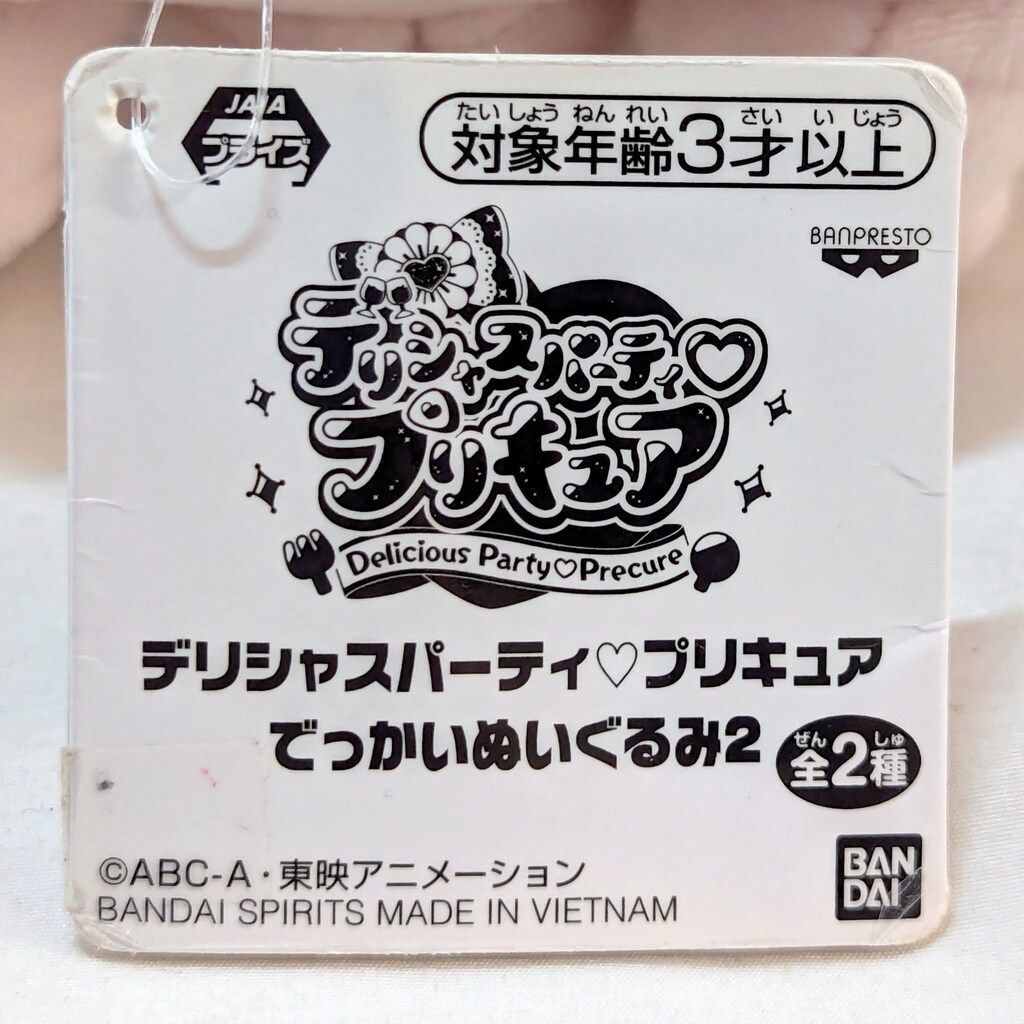 JAIA
プライズ
たいしょうねんれい さいいじょう
対象年齢3才以上
BANPRESTO
デリシャスパーティ♡
プリキュア
Delicious Party♡Precure
デリシャスパーティ♡プリキュア
でっかいぬいぐるみ2
ぜん しゅ
全2種
©ABC-A・東映アニメーション
BANDAI SPIRITS MADE IN VIETNAM
BAN
DAI